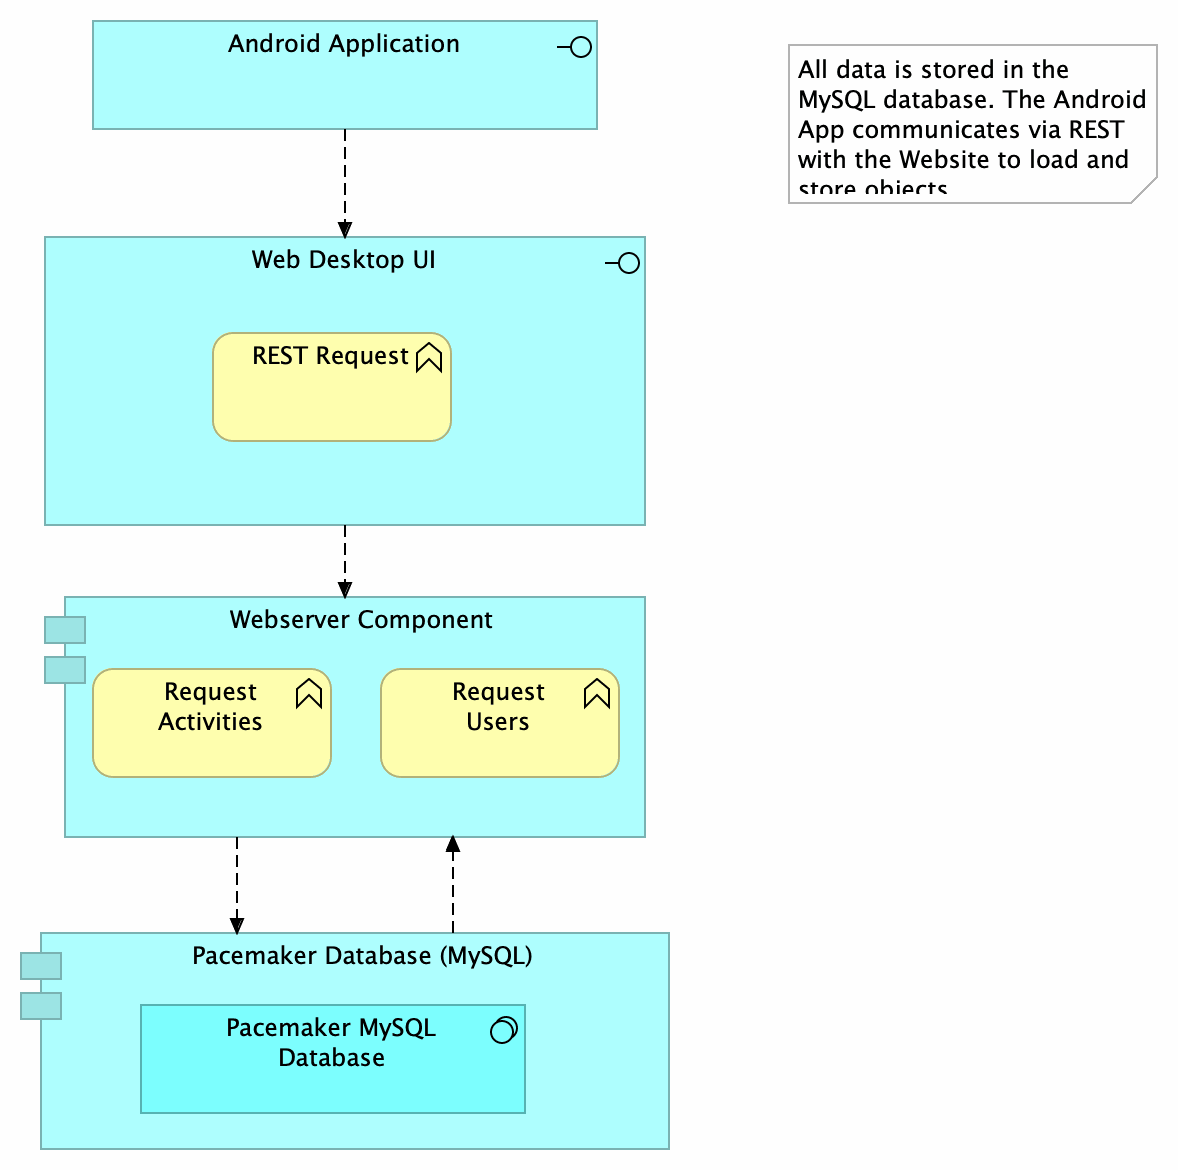 Android Application
All data is stored in the
MySQL database. The Android
App communicates via REST
with the Website to load and
store objects
Web Desktop UI
REST Request
Webserver Component
Request
Activities
Request
Users
Pacemaker Database (MySQL)
Pacemaker MySQL
Database